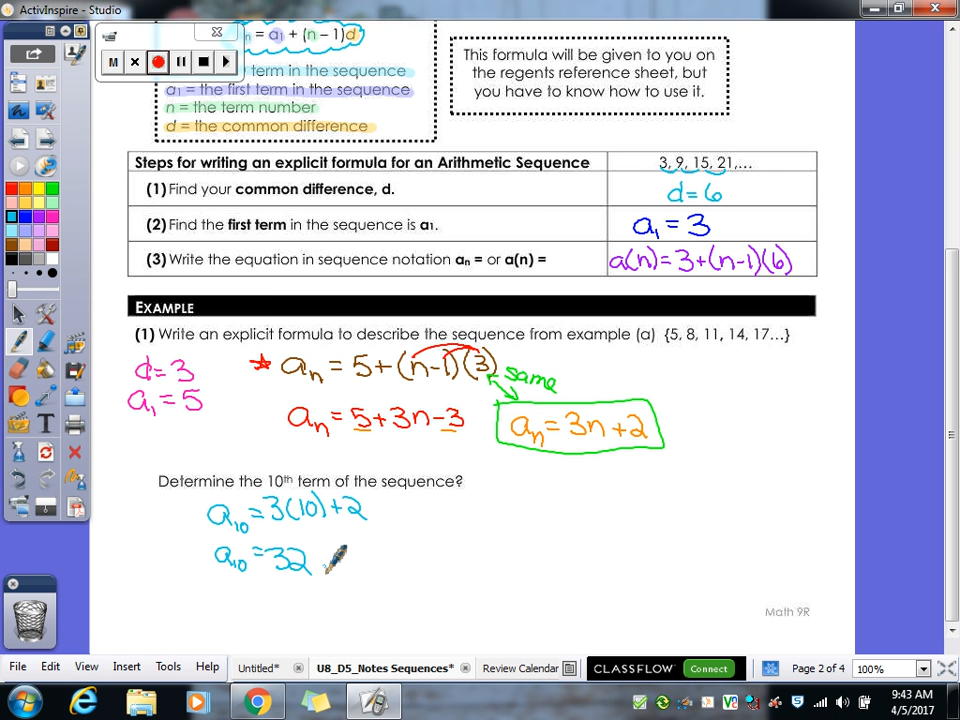 ActivInspire - Studio
n = a1 + (n – 1)d
M
term in the sequence
a1 = the first term in the sequence
n = the term number
d = the common difference
This formula will be given to you on
the regents reference sheet, but
you have to know how to use it.
Steps for writing an explicit formula for an Arithmetic Sequence
3, 9, 15, 21,…
(1) Find your common difference, d.
d = 6
(2) Find the first term in the sequence is a1.
a1 = 3
(3) Write the equation in sequence notation an = or a(n) =
a(n) = 3+(n-1)(6)
EXAMPLE
(1) Write an explicit formula to describe the sequence from example (a) {5, 8, 11, 14, 17…}
d = 3
an = 5+(n-1)(3)
same
a1 = 5
an = 5+3n-3
an = 3n+2
Determine the 10th term of the sequence?
a10 = 3(10)+2
a10 = 32
Math 9R
File Edit View Insert Tools Help
Untitled*
U8_D5_Notes Sequences*
Review Calendar
CLASSFLOW Connect
Page 2 of 4
100%
9:43 AM
4/5/2017